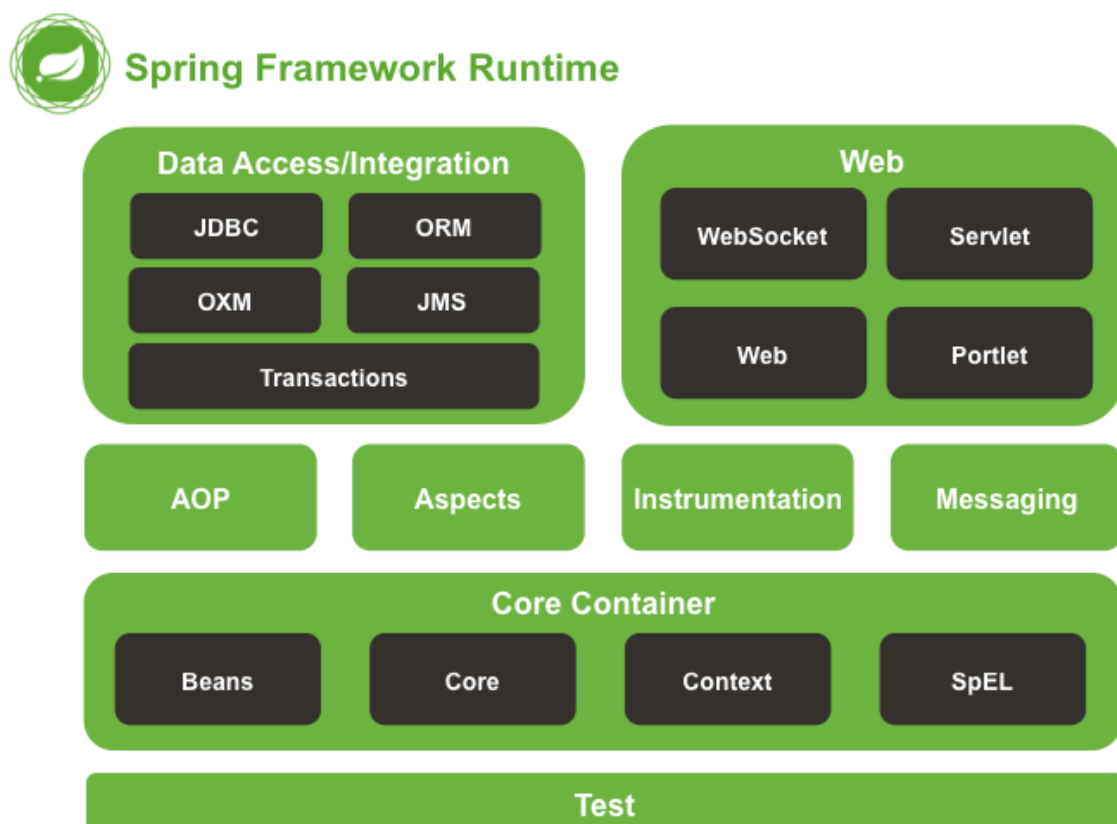 Spring Framework Runtime
Data Access/Integration
JDBC
ORM
OXM
JMS
Transactions
Web
WebSocket
Servlet
Web
Portlet
AOP
Aspects
Instrumentation
Messaging
Core Container
Beans
Core
Context
SpEL
Test